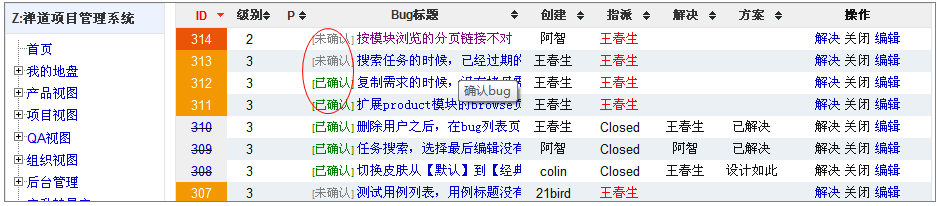 Z:禅道项目管理系统
首页
我的地盘
产品视图
项目视图
QA视图
组织视图
后台管理
ID 级别 P Bug标题 创建 指派 解决 方案 操作
314 2 [未确认] 按模块浏览的分页链接不对 阿智 王春生 解决 关闭 编辑
313 3 [未确认] 搜索任务的时候，已经过期的 王春生 王春生 解决 关闭 编辑
312 3 [已确认] 复制需求的时候， 王春生 王春生 解决 关闭 编辑
确认bug
311 3 [已确认] 扩展product模块的browse页 王春生 王春生 解决 关闭 编辑
310 3 [已确认] 删除用户之后，在bug列表页 王春生 Closed 王春生 已解决 解决 关闭 编辑
309 3 [已确认] 任务搜索，选择最后编辑没有 阿智 Closed 阿智 已解决 解决 关闭 编辑
308 3 [已确认] 切换皮肤从【默认】到【经典 colin Closed 王春生 设计如此 解决 关闭 编辑
307 3 [未确认] 测试用例列表，用例标题没有 21bird 王春生 解决 关闭 编辑